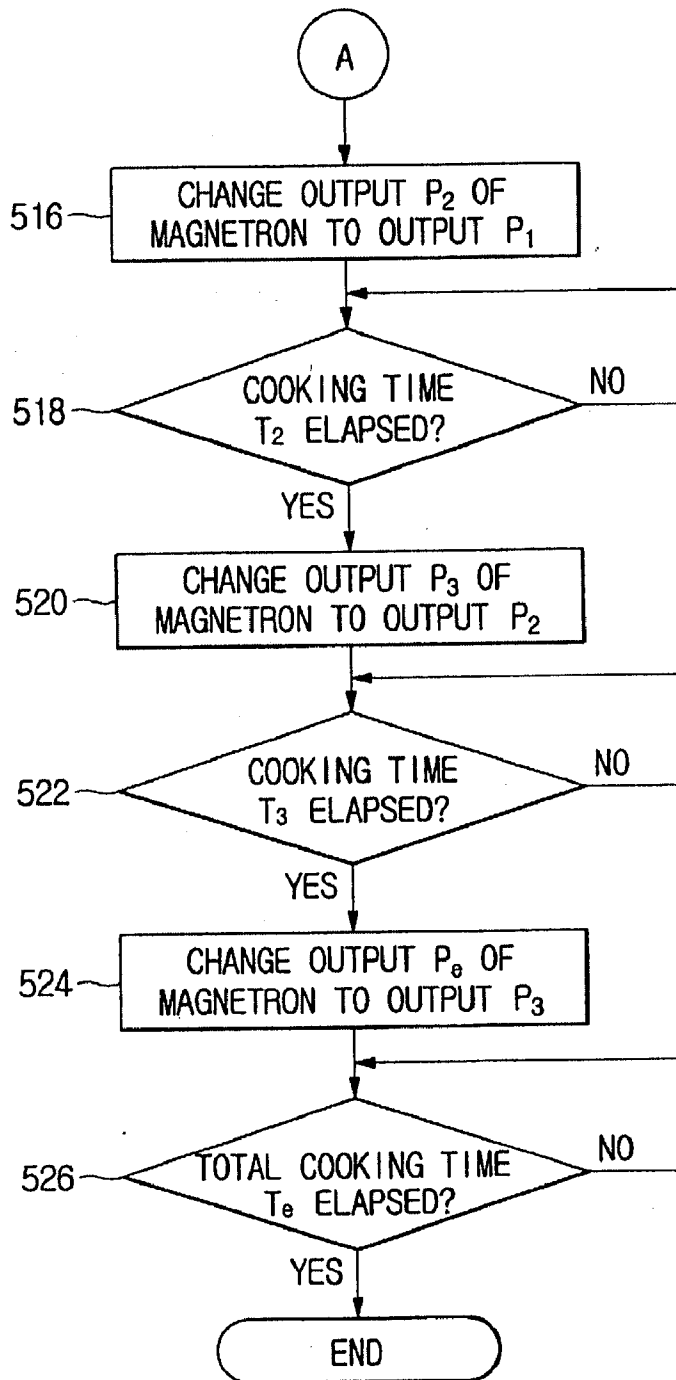 A
516
CHANGE OUTPUT P₂ OF
MAGNETRON TO OUTPUT P₁
518
COOKING TIME
T₂ ELAPSED?
NO
YES
520
CHANGE OUTPUT P₃ OF
MAGNETRON TO OUTPUT P₂
522
COOKING TIME
T₃ ELAPSED?
NO
YES
524
CHANGE OUTPUT Pₑ OF
MAGNETRON TO OUTPUT P₃
526
TOTAL COOKING TIME
Tₑ ELAPSED?
NO
YES
END